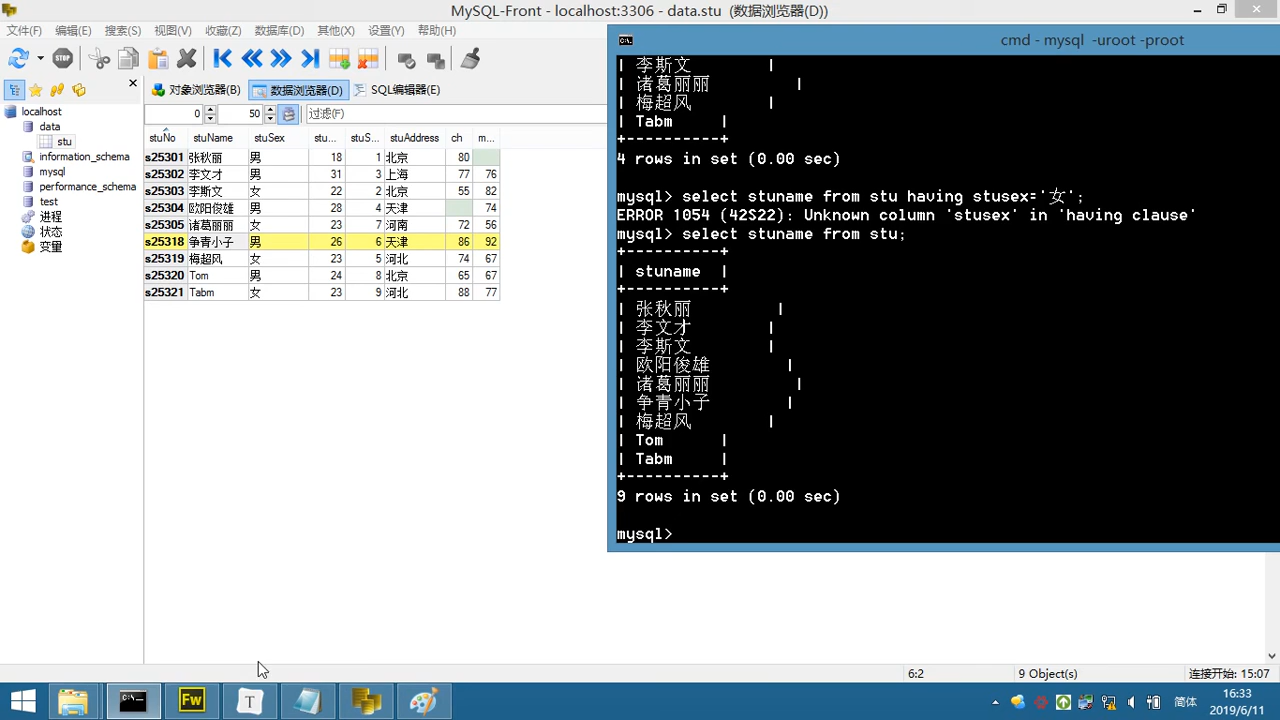 MySQL-Front - localhost:3306 - data.stu (数据浏览器(D))
文件(F) 编辑(E) 搜索(S) 视图(V) 收藏(Z) 数据库(D) 其他(X) 设置(Y) 帮助(H)
STOP
对象浏览器(B) 数据浏览器(D) SQL编辑器(E)
0 50 过滤(F)
localhost
data
stu
information_schema
mysql
performance_schema
test
进程
状态
变量
stuNo stuName stuSex stu... stuS... stuAddress ch m...
s25301 张秋丽 男 18 1 北京 80
s25302 李文才 男 31 3 上海 77 76
s25303 李斯文 女 22 2 北京 55 82
s25304 欧阳俊雄 男 28 4 天津 74
s25305 诸葛丽丽 女 23 7 河南 72 56
s25318 争青小子 男 26 6 天津 86 92
s25319 梅超风 女 23 5 河北 74 67
s25320 Tom 男 24 8 北京 65 67
s25321 Tabm 女 23 9 河北 88 77
C:\.
cmd - mysql -uroot -proot
| 李斯文 |
| 诸葛丽丽 |
| 梅超风 |
| Tabm |
+----------+
4 rows in set (0.00 sec)
mysql> select stuname from stu having stusex='女';
ERROR 1054 (42S22): Unknown column 'stusex' in 'having clause'
mysql> select stuname from stu;
+----------+
| stuname |
+----------+
| 张秋丽 |
| 李文才 |
| 李斯文 |
| 欧阳俊雄 |
| 诸葛丽丽 |
| 争青小子 |
| 梅超风 |
| Tom |
| Tabm |
+----------+
9 rows in set (0.00 sec)
mysql>
6:2 9 Object(s) 连接开始: 15:07
Fw T
简体
16:33
2019/6/11